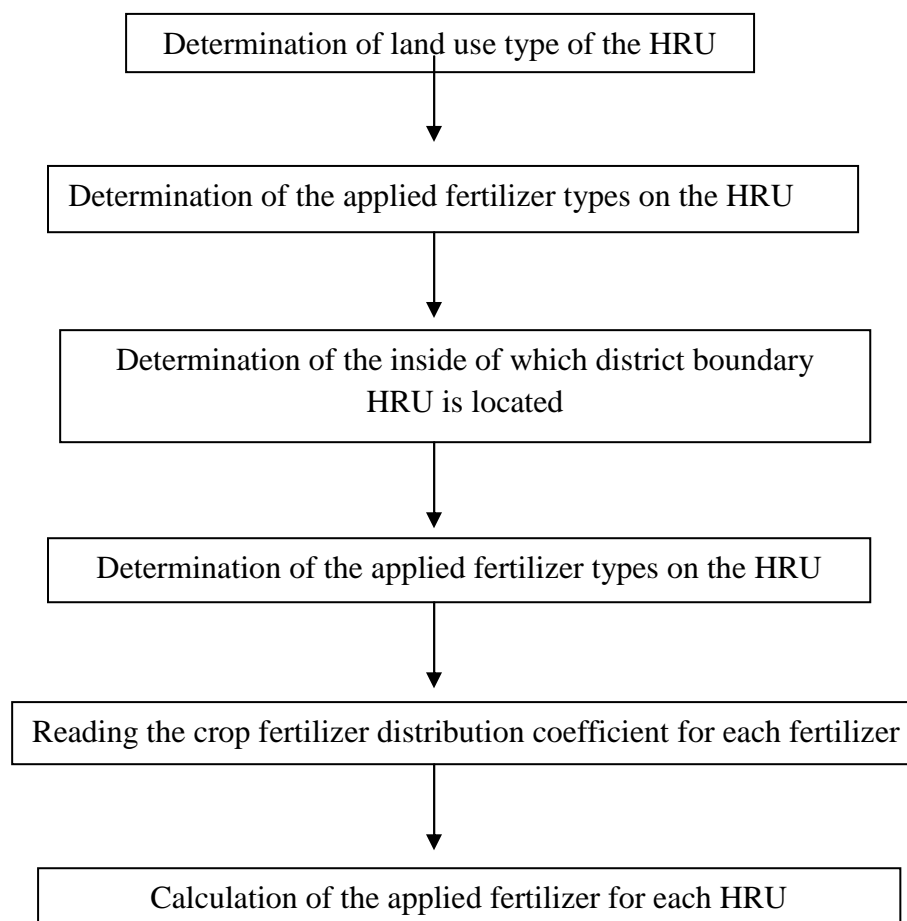 Determination of land use type of the HRU
Determination of the applied fertilizer types on the HRU
Determination of the inside of which district boundary
HRU is located
Determination of the applied fertilizer types on the HRU
Reading the crop fertilizer distribution coefficient for each fertilizer
Calculation of the applied fertilizer for each HRU